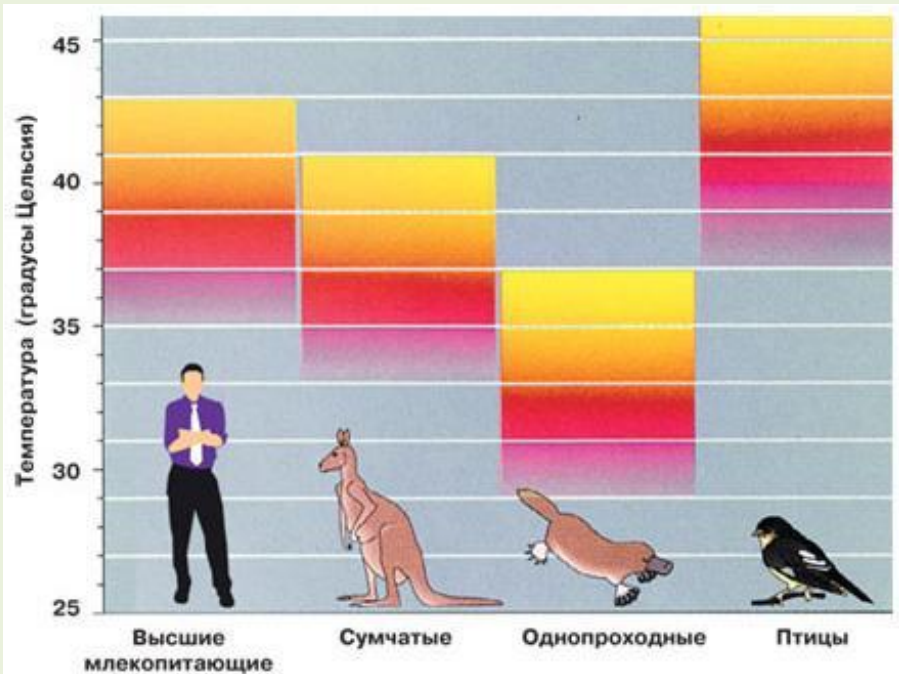 Температура (градусы Цельсия)
45
40
35
30
25
Высшие
млекопитающие
Сумчатые
Однопроходные
Птицы